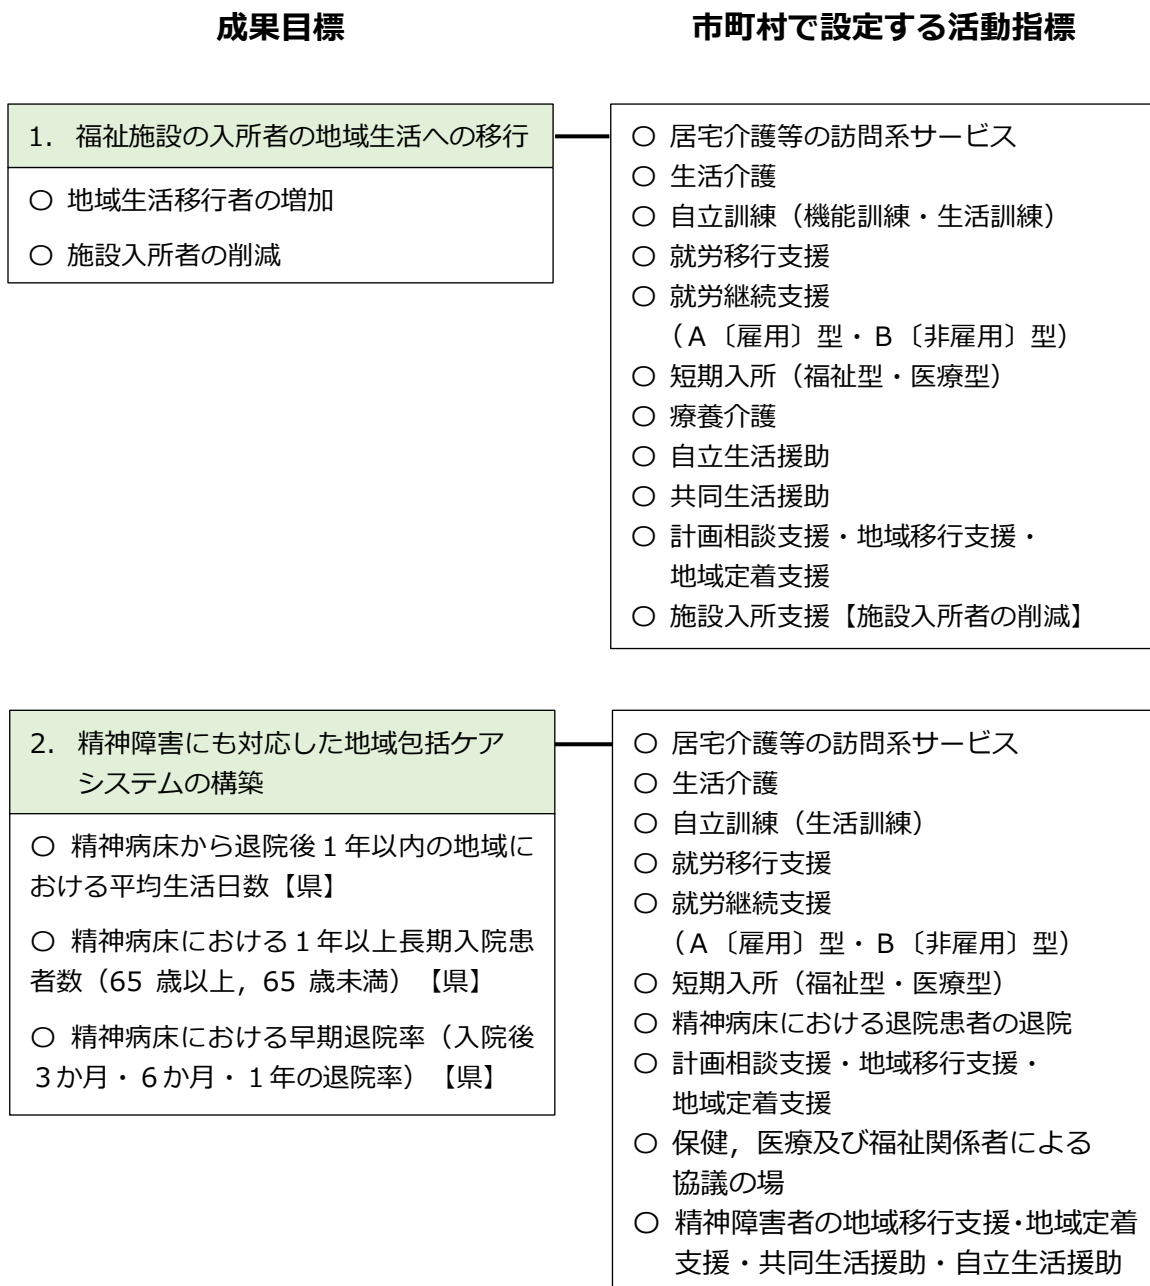 成果目標
市町村で設定する活動指標
1. 福祉施設の入所者の地域生活への移行
〇 地域生活移行者の増加
〇 施設入所者の削減
〇 居宅介護等の訪問系サービス
〇 生活介護
〇 自立訓練（機能訓練・生活訓練）
〇 就労移行支援
〇 就労継続支援
（Ａ〔雇用〕型・Ｂ〔非雇用〕型）
〇 短期入所（福祉型・医療型）
〇 療養介護
〇 自立生活援助
〇 共同生活援助
〇 計画相談支援・地域移行支援・
地域定着支援
〇 施設入所支援【施設入所者の削減】
2. 精神障害にも対応した地域包括ケア
システムの構築
〇 精神病床から退院後１年以内の地域に
おける平均生活日数【県】
〇 精神病床における１年以上長期入院患
者数（65 歳以上，65 歳未満）【県】
〇 精神病床における早期退院率（入院後
３か月・６か月・１年の退院率）【県】
〇 居宅介護等の訪問系サービス
〇 生活介護
〇 自立訓練（生活訓練）
〇 就労移行支援
〇 就労継続支援
（Ａ〔雇用〕型・Ｂ〔非雇用〕型）
〇 短期入所（福祉型・医療型）
〇 精神病床における退院患者の退院
〇 計画相談支援・地域移行支援・
地域定着支援
〇 保健，医療及び福祉関係者による
協議の場
〇 精神障害者の地域移行支援・地域定着
支援・共同生活援助・自立生活援助